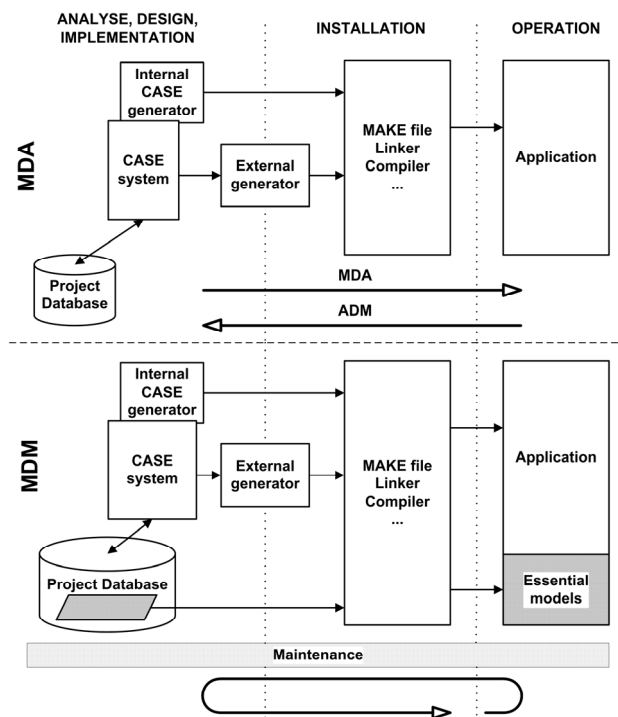 ANALYSE, DESIGN,
IMPLEMENTATION
INSTALLATION
OPERATION
MDA
Internal
CASE
generator
CASE
system
External
generator
MAKE file
Linker
Compiler
...
Application
Project
Database
MDA
ADM
MDM
Internal
CASE
generator
CASE
system
External
generator
MAKE file
Linker
Compiler
...
Application
Project Database
Essential
models
Maintenance